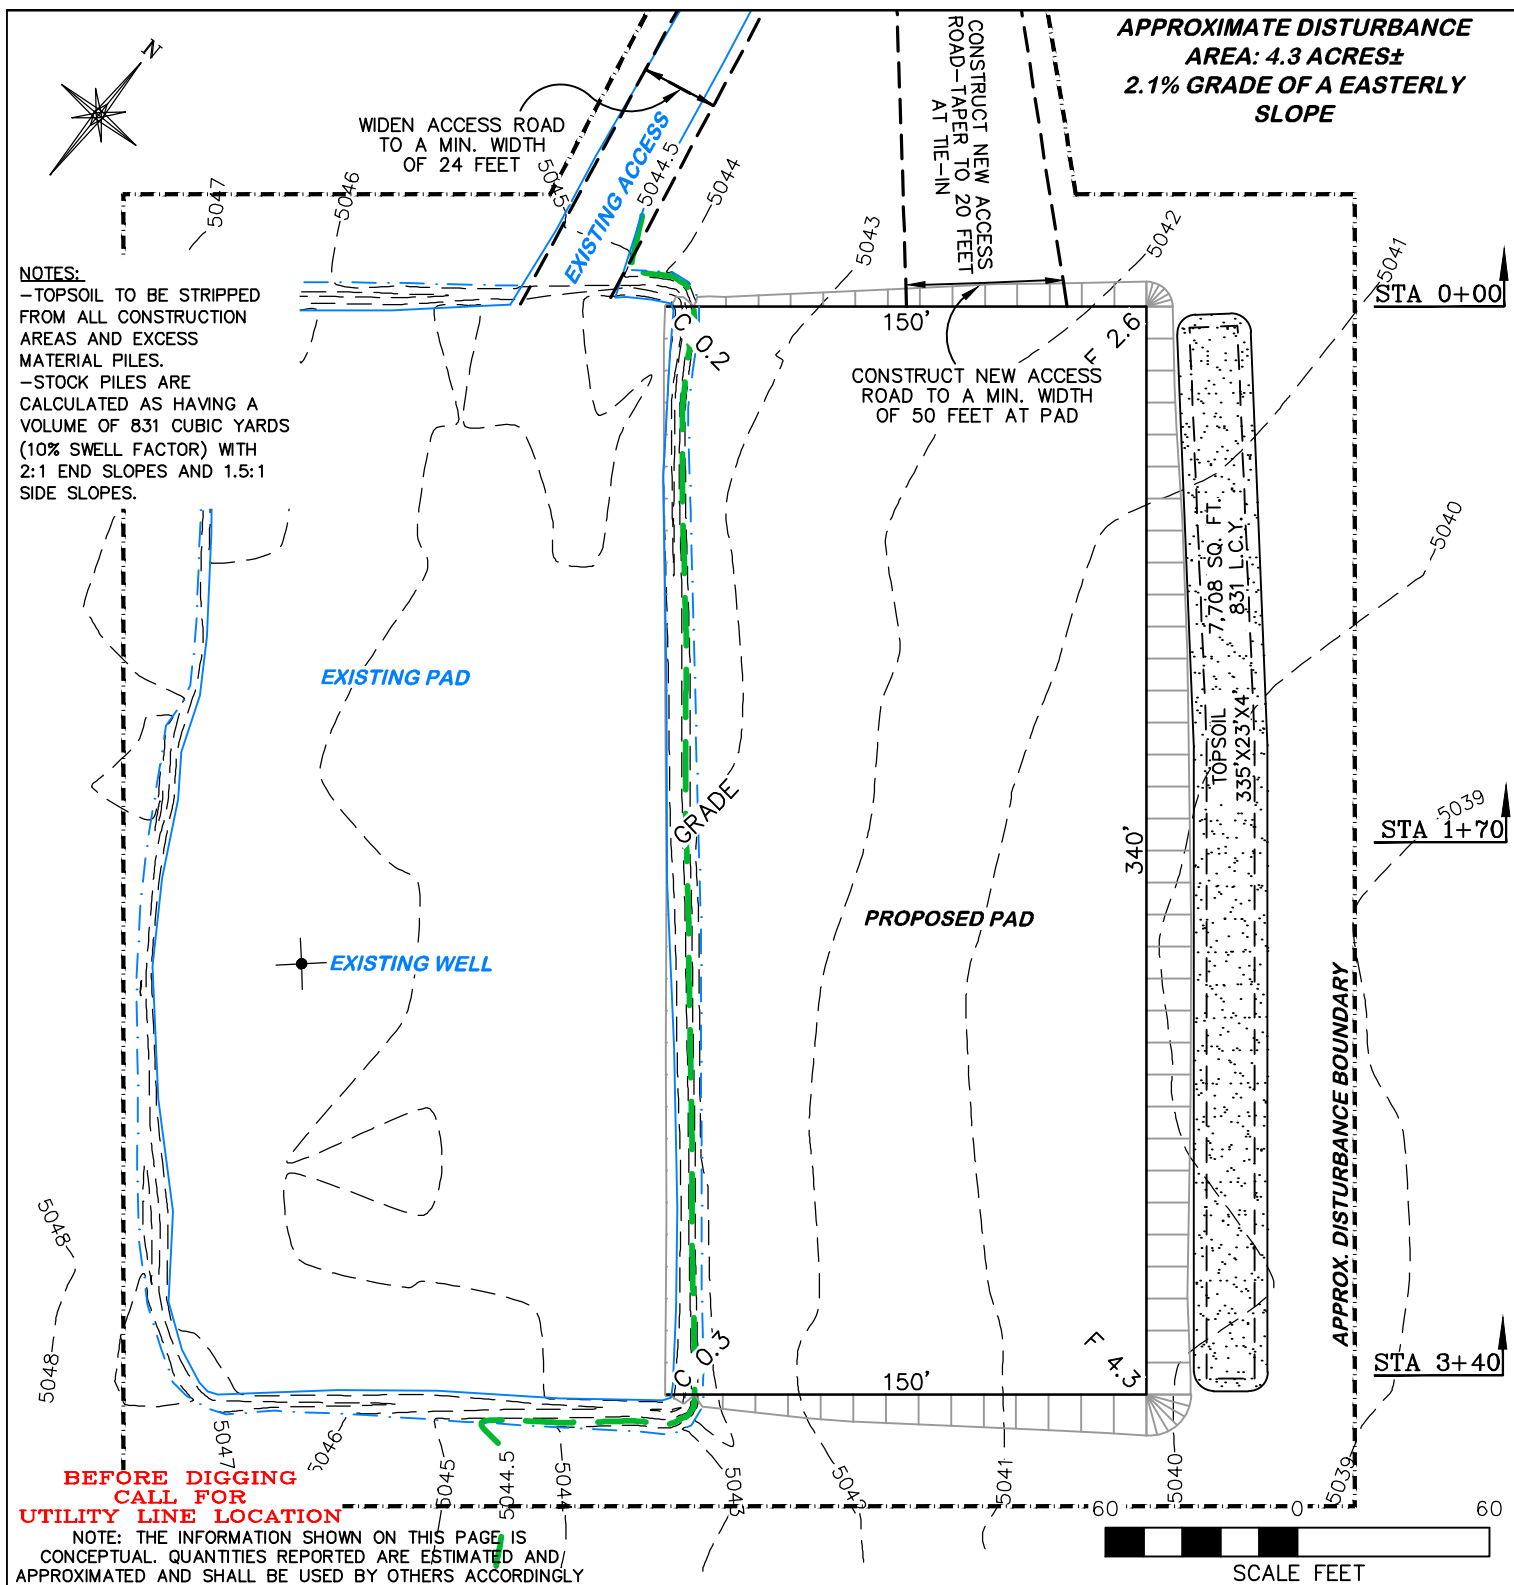 APPROXIMATE DISTURBANCE
AREA: 4.3 ACRES±
2.1% GRADE OF A EASTERLY
SLOPE
N
WIDEN ACCESS ROAD
TO A MIN. WIDTH
OF 24 FEET
EXISTING ACCESS
CONSTRUCT NEW ACCESS
ROAD-TAPER TO 20 FEET
AT TIE-IN
5047
5046
5045
5044.5
5044
5043
5042
5041
5040
5039
NOTES:
-TOPSOIL TO BE STRIPPED
FROM ALL CONSTRUCTION
AREAS AND EXCESS
MATERIAL PILES.
-STOCK PILES ARE
CALCULATED AS HAVING A
VOLUME OF 831 CUBIC YARDS
(10% SWELL FACTOR) WITH
2:1 END SLOPES AND 1.5:1
SIDE SLOPES.
STA 0+00
150'
C 0.2
F 2.6
CONSTRUCT NEW ACCESS
ROAD TO A MIN. WIDTH
OF 50 FEET AT PAD
EXISTING PAD
GRADE
TOPSOIL 7,708 SQ. FT.
335'X23'X4' 831 L.C.Y.
STA 1+70
340'
PROPOSED PAD
EXISTING WELL
APPROX. DISTURBANCE BOUNDARY
5048
5048
C 0.3
150'
F 4.3
STA 3+40
5047
5046
5045
5044.5
5044
5043
5042
5041
5040
5039
BEFORE DIGGING
CALL FOR
UTILITY LINE LOCATION
NOTE: THE INFORMATION SHOWN ON THIS PAGE IS
CONCEPTUAL. QUANTITIES REPORTED ARE ESTIMATED AND
APPROXIMATED AND SHALL BE USED BY OTHERS ACCORDINGLY
60 0 60
SCALE FEET